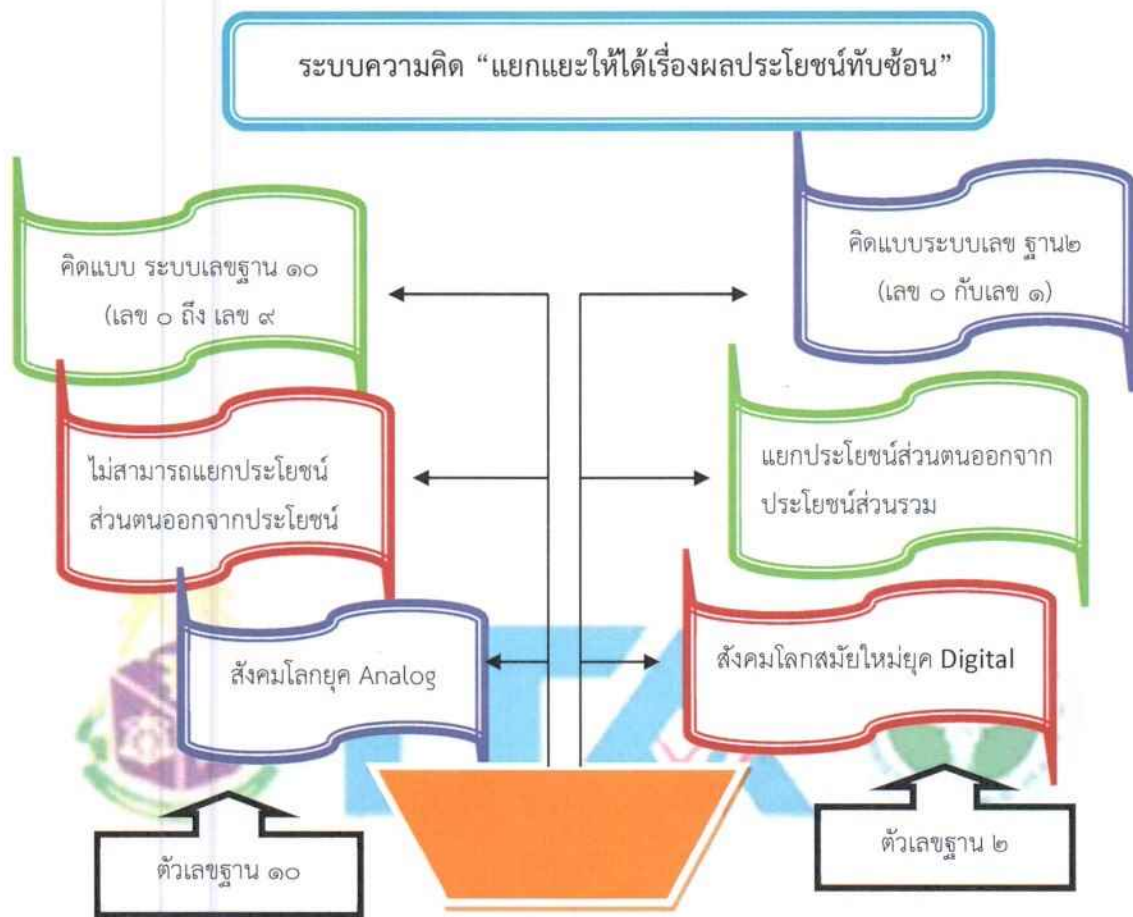 ระบบความคิด “แยกแยะให้ได้เรื่องผลประโยชน์ทับซ้อน”
คิดแบบ ระบบเลขฐาน ๑๐
(เลข ๐ ถึง เลข ๙
ไม่สามารถแยกประโยชน์
ส่วนตนออกจากประโยชน์
สังคมโลกยุค Analog
ตัวเลขฐาน ๑๐
คิดแบบระบบเลข ฐาน๒
(เลข ๐ กับเลข ๑)
แยกประโยชน์ส่วนตนออกจาก
ประโยชน์ส่วนรวม
สังคมโลกสมัยใหม่ยุค Digital
ตัวเลขฐาน ๒
ITA